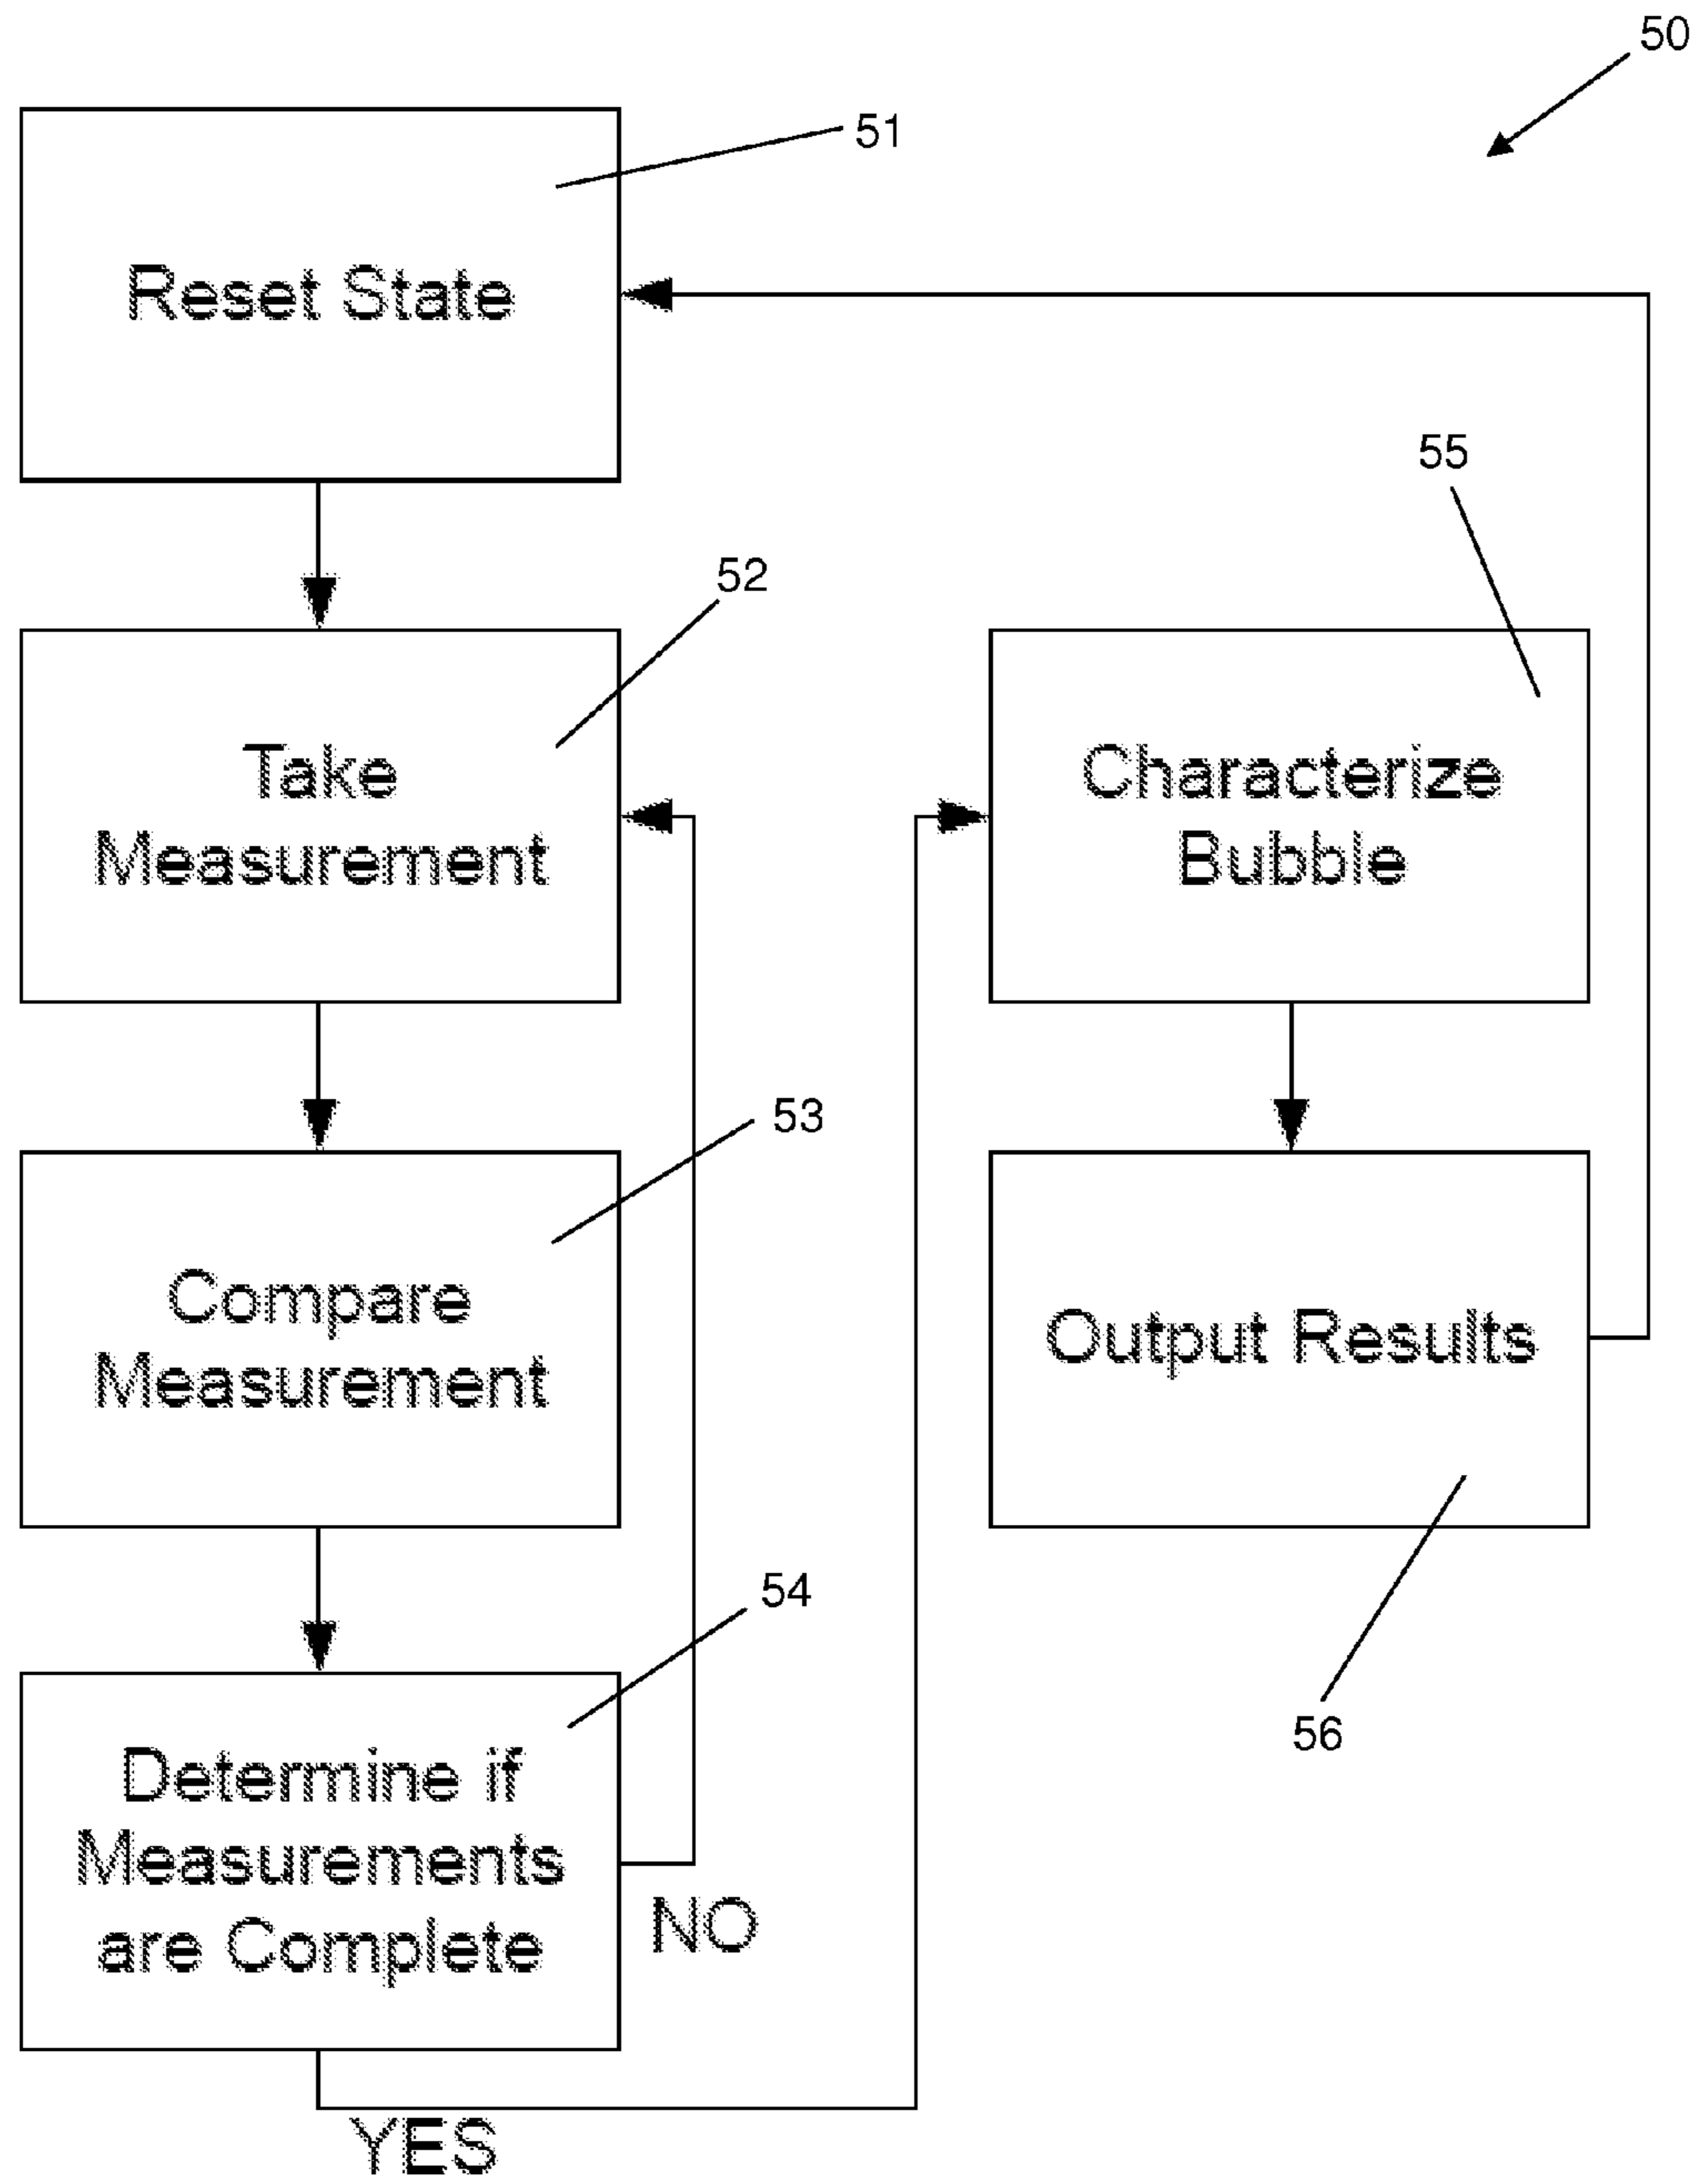 50
51
Reset State
55
52
Take
Measurement
Characterize
Bubble
53
Compare
Measurement
Output Results
54
Determine if
Measurements
are Complete
NO
56
YES